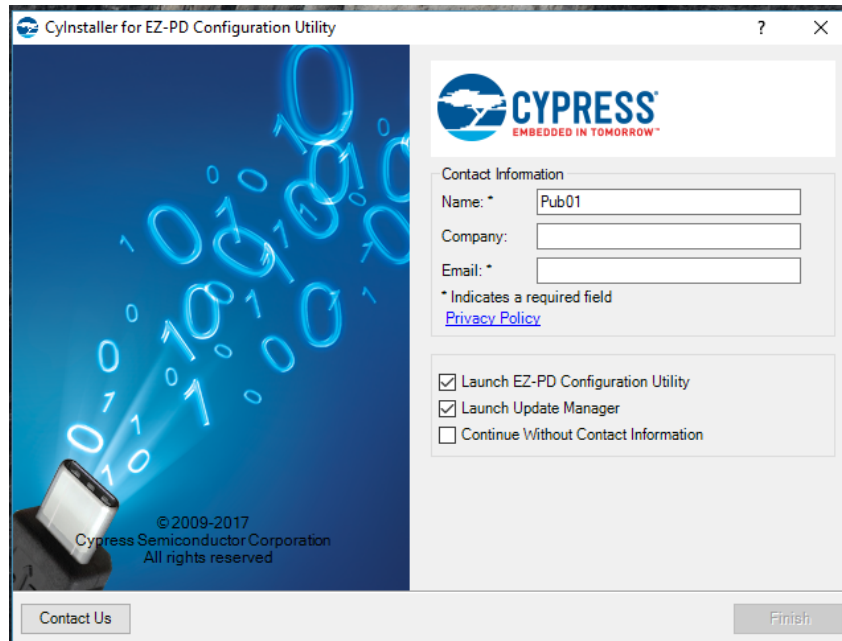 CyInstaller for EZ-PD Configuration Utility
?
CYPRESS®
EMBEDDED IN TOMORROW™
Contact Information
Name: * Pub01
Company:
Email: *
* Indicates a required field
Privacy Policy
Launch EZ-PD Configuration Utility
Launch Update Manager
Continue Without Contact Information
© 2009-2017
Cypress Semiconductor Corporation
All rights reserved
Contact Us
Finish